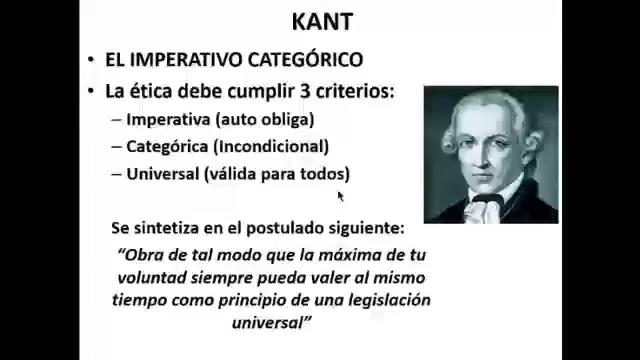 KANT
• EL IMPERATIVO CATEGÓRICO
• La ética debe cumplir 3 criterios:
– Imperativa (auto obliga)
– Categórica (Incondicional)
– Universal (válida para todos)
Se sintetiza en el postulado siguiente:
“Obra de tal modo que la máxima de tu
voluntad siempre pueda valer al mismo
tiempo como principio de una legislación
universal”